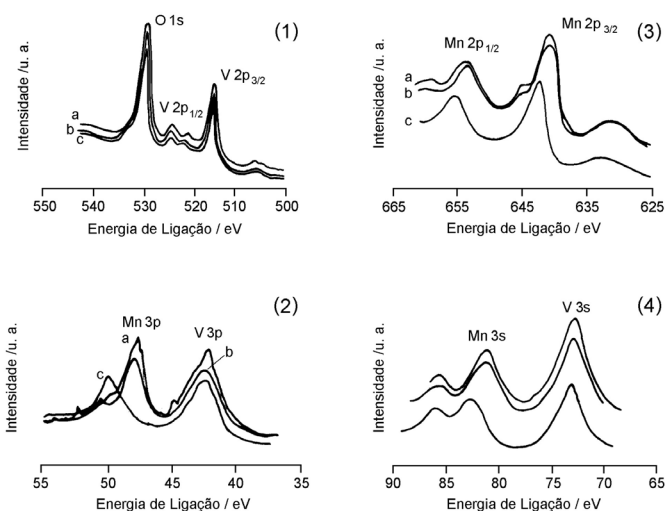 (1)
O 1s
V 2p1/2
V 2p3/2
a
b
c
Intensidade /u. a.
550 540 530 520 510 500
Energia de Ligação / eV
(3)
Mn 2p1/2
Mn 2p3/2
a
b
c
Intensidade /u. a.
665 655 645 635 625
Energia de Ligação / eV
(2)
Mn 3p
V 3p
a
b
c
Intensidade /u. a.
55 50 45 40 35
Energia de Ligação / eV
(4)
V 3s
Mn 3s
Intensidade /u. a.
90 85 80 75 70 65
Energia de Ligação / eV